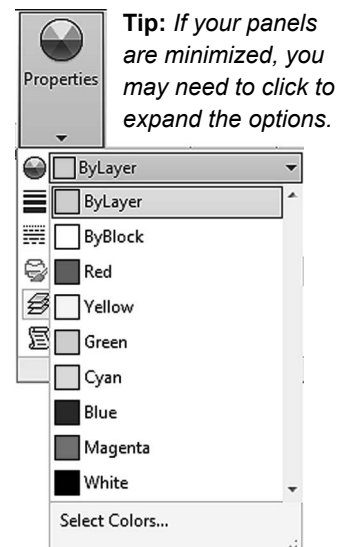 Tip: If your panels
are minimized, you
may need to click to
expand the options.
Properties
ByLayer
ByLayer
ByBlock
Red
Yellow
Green
Cyan
Blue
Magenta
White
Select Colors...